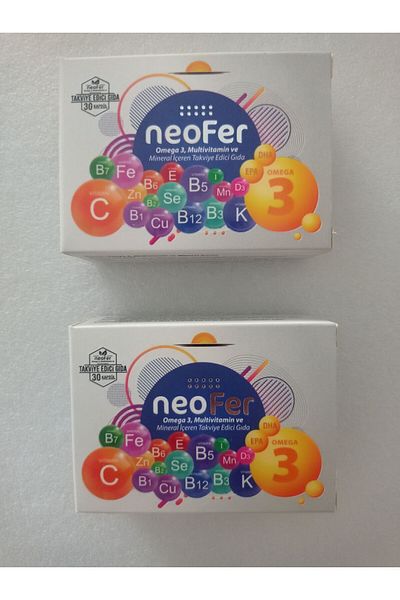 neoFer
TAKVİYE EDİCİ GIDA
30 KAPSÜL
neoFer
Omega 3, Multivitamin ve
Mineral İçeren Takviye Edici Gıda
B7 Fe Zn B6 E B5 I Mn D3
DHA
EPA
OMEGA
3
C B1 B2 Cu Se B12 B3 K
neoFer
TAKVİYE EDİCİ GIDA
30 KAPSÜL
neoFer
Omega 3, Multivitamin ve
Mineral İçeren Takviye Edici Gıda
B7 Fe Zn B6 E B5 I Mn D3
DHA
EPA
OMEGA
3
C B1 B2 Cu Se B12 B3 K